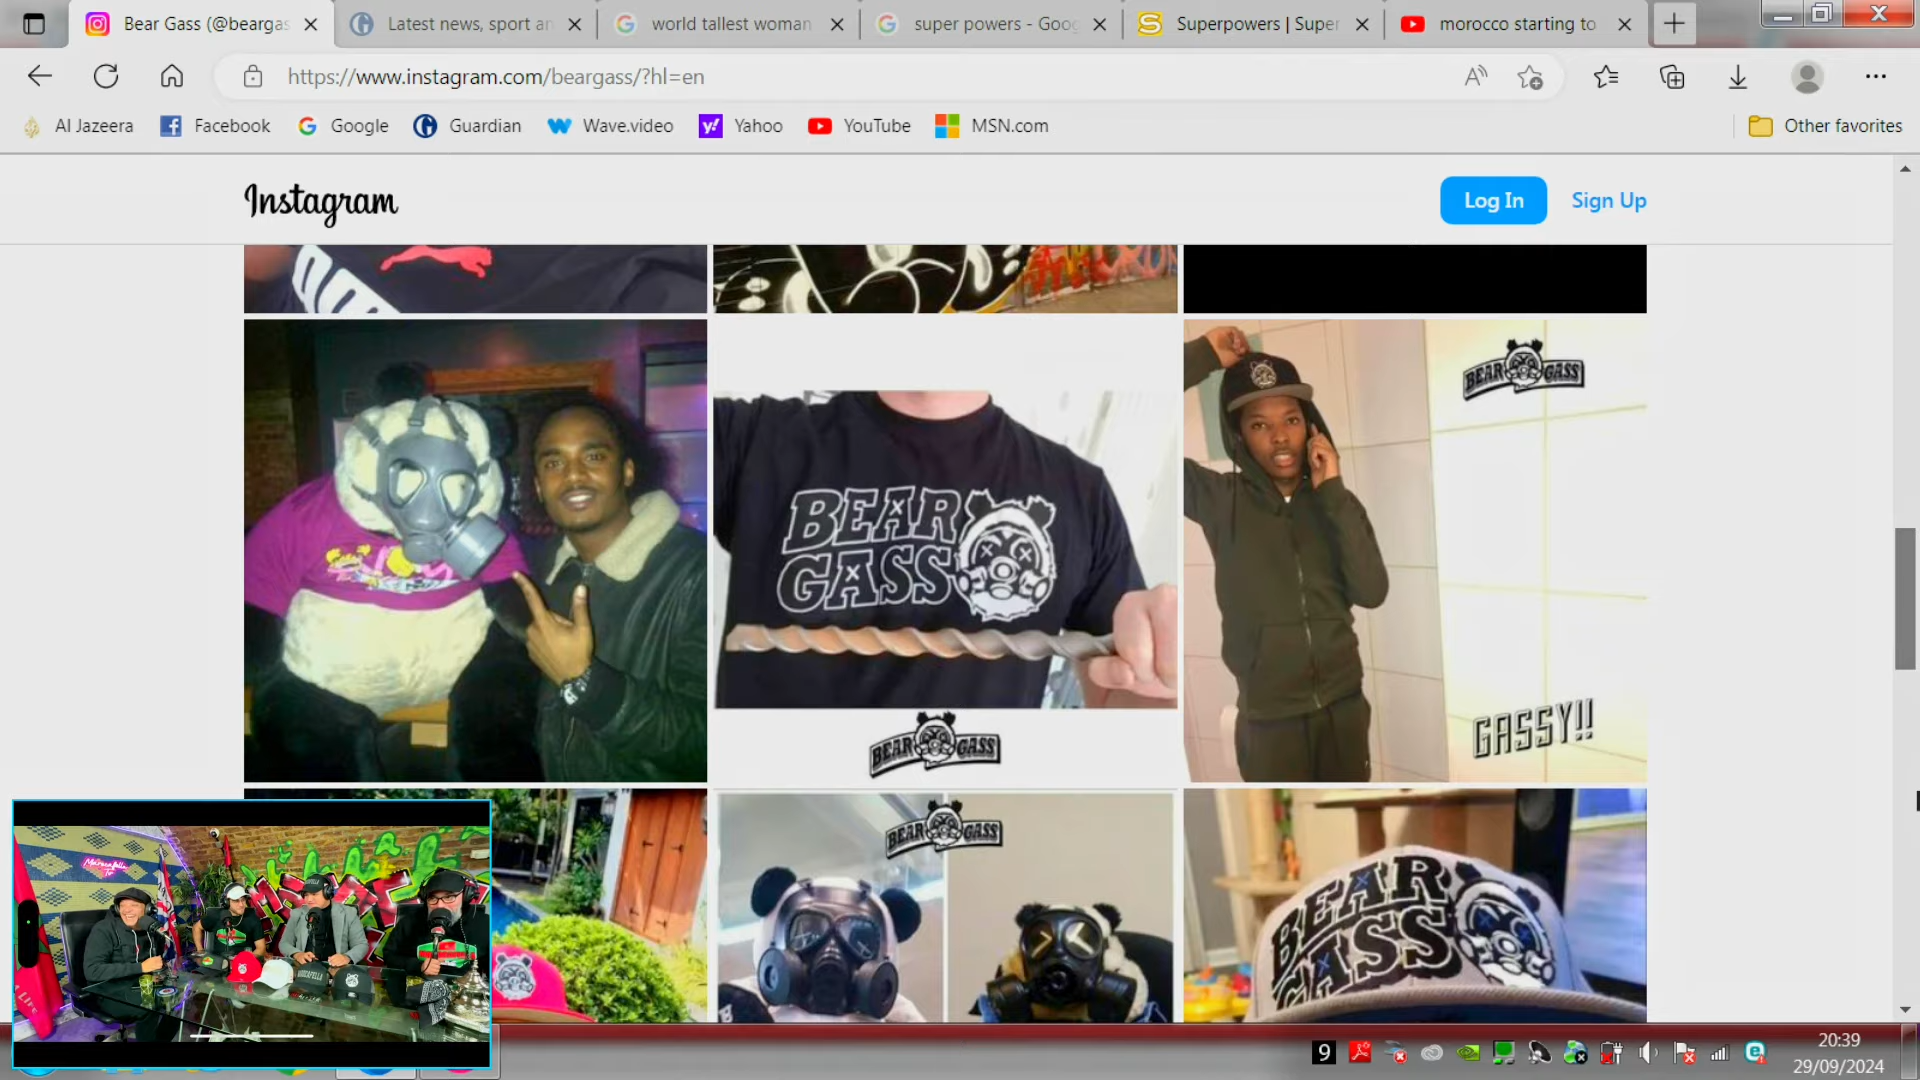 Bear Gass (@beargas
Latest news, sport an
world tallest woman
super powers - Goog
Superpowers | Super
morocco starting to
https://www.instagram.com/beargass/?hl=en
Al Jazeera
Facebook
Google
Guardian
Wave.video
Yahoo
YouTube
MSN.com
Other favorites
Instagram
Log In
Sign Up
BEAR
GASS
BEAR GASS
BEAR GASS
GASSY!!
BEAR GASS
BEAR
GASS
9
20:39
29/09/2024